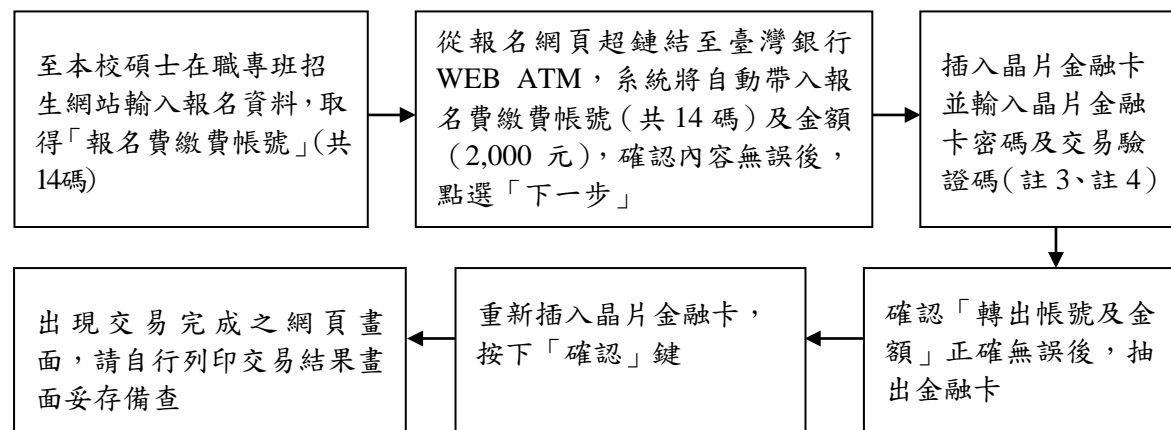 至本校碩士在職專班招
生網站輸入報名資料，取
得「報名費繳費帳號」(共
14碼)
從報名網頁超鏈結至臺灣銀行
WEB ATM，系統將自動帶入報
名費繳費帳號（共 14 碼）及金額
（2,000 元），確認內容無誤後，
點選「下一步」
插入晶片金融卡
並輸入晶片金融
卡密碼及交易驗
證碼(註 3、註 4)
確認「轉出帳號及金
額」正確無誤後，抽
出金融卡
重新插入晶片金融卡，
按下「確認」鍵
出現交易完成之網頁畫
面，請自行列印交易結果畫
面妥存備查